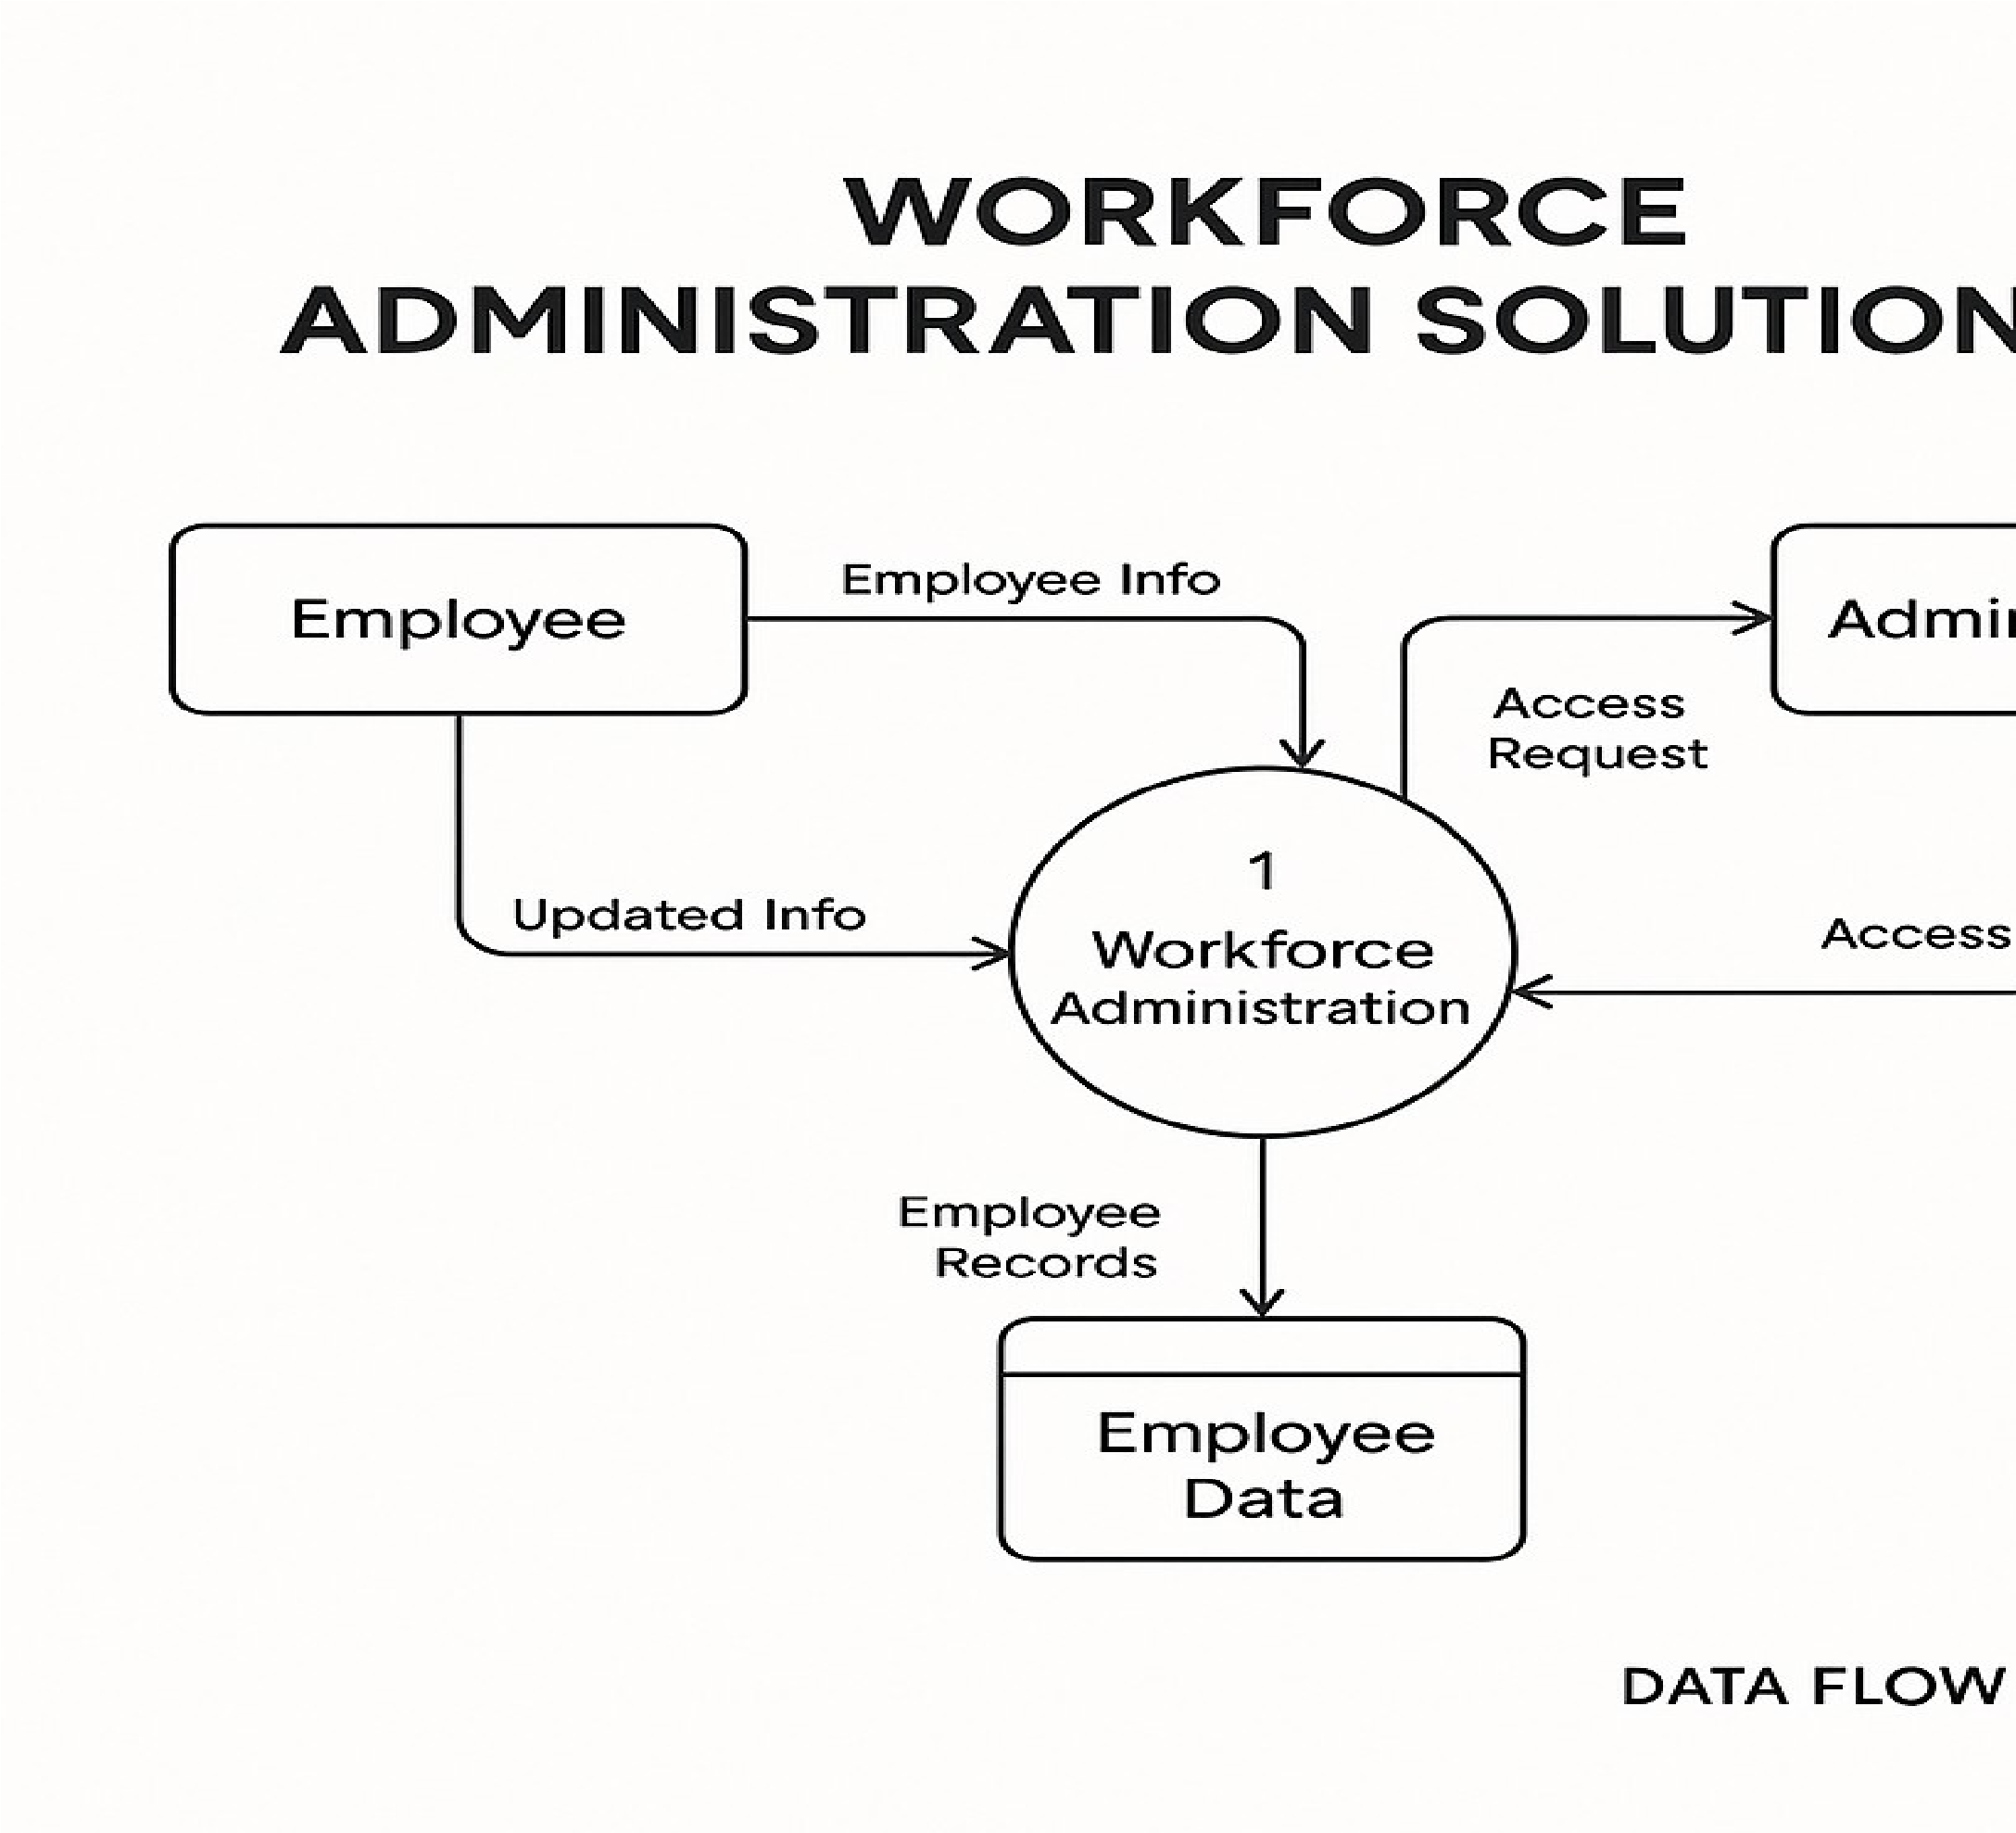 WORKFORCE
ADMINISTRATION SOLUTION
Employee
Employee Info
Access
Request
Updated Info
1
Workforce
Administration
Access
Employee
Records
Employee
Data
DATA FLOW